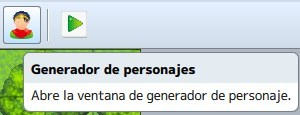 Generador de personajes
Abre la ventana de generador de personaje.